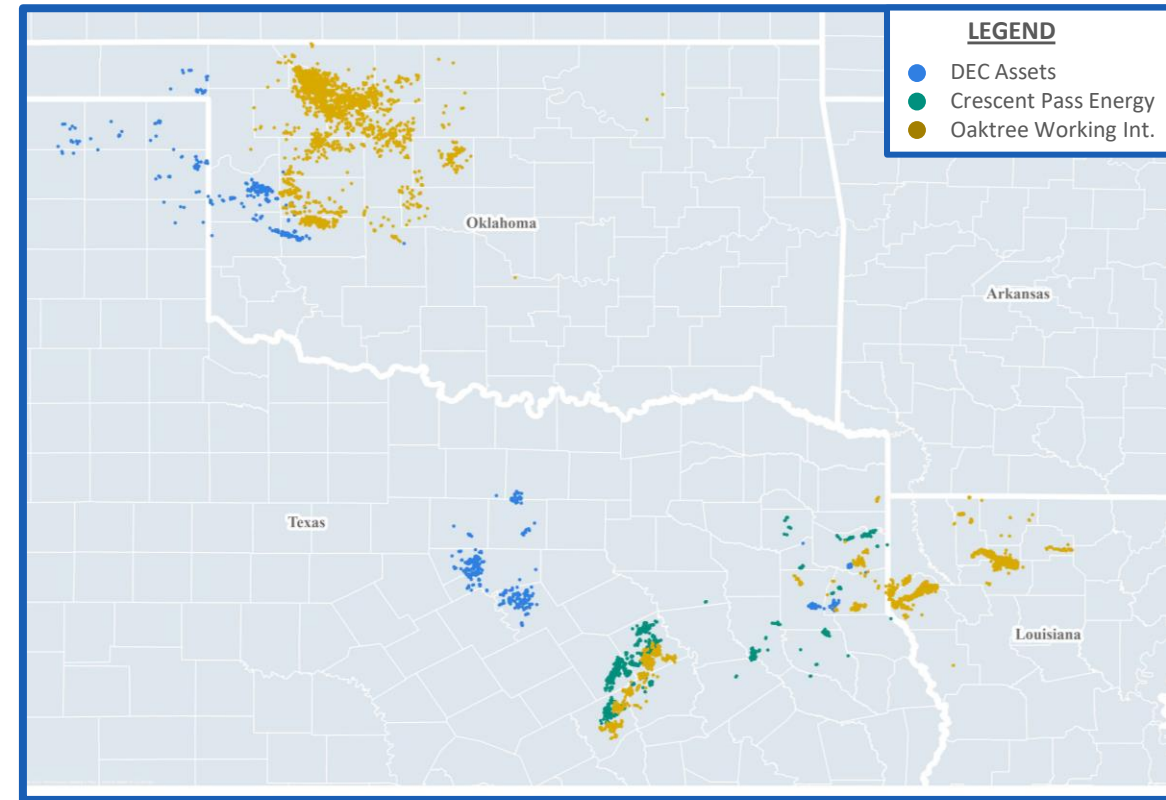 LEGEND
DEC Assets
Crescent Pass Energy
Oaktree Working Int.
Oklahoma
Arkansas
Texas
Louisiana